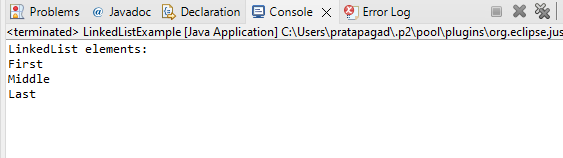 Problems @ Javadoc Declaration Console Error Log
<terminated> LinkedListExample [Java Application] C:\Users\pratapagad\.p2\pool\plugins\org.eclipse.jus
LinkedList elements:
First
Middle
Last